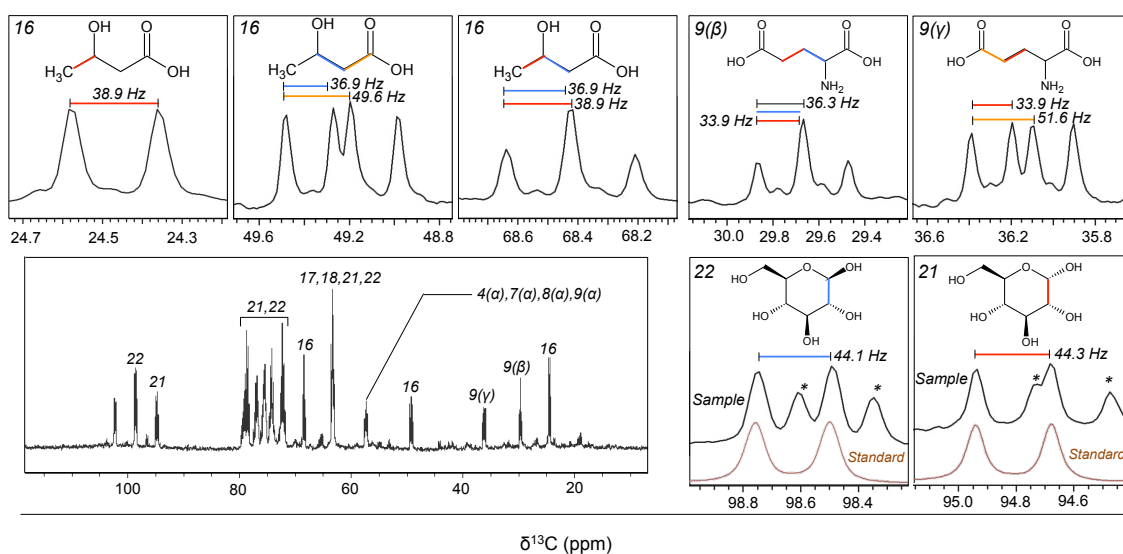 16
OH
O
CH₃
OH
38.9 Hz
24.7 24.5 24.3
16
OH
O
H₃C
OH
36.9 Hz
49.6 Hz
49.6 49.2 48.8
16
OH
O
CH₃
OH
36.9 Hz
38.9 Hz
68.6 68.4 68.2
9(β)
O
O
HO
OH
NH₂
36.3 Hz
33.9 Hz
30.0 29.8 29.6 29.4
9(γ)
O
O
HO
OH
NH₂
33.9 Hz
51.6 Hz
36.6 36.2 35.8
17,18,21,22
4(α),7(α),8(α),9(α)
21,22
22
21
16
16
9(γ)
9(β)
16
100 80 60 40 20
22
HO
O
OH
HO
OH
OH
44.1 Hz
Sample
*
*
Standard
98.8 98.6 98.4
21
HO
O
OH
HO
OH
OH
44.3 Hz
Sample
*
*
Standard
95.0 94.8 94.6
δ¹³C (ppm)